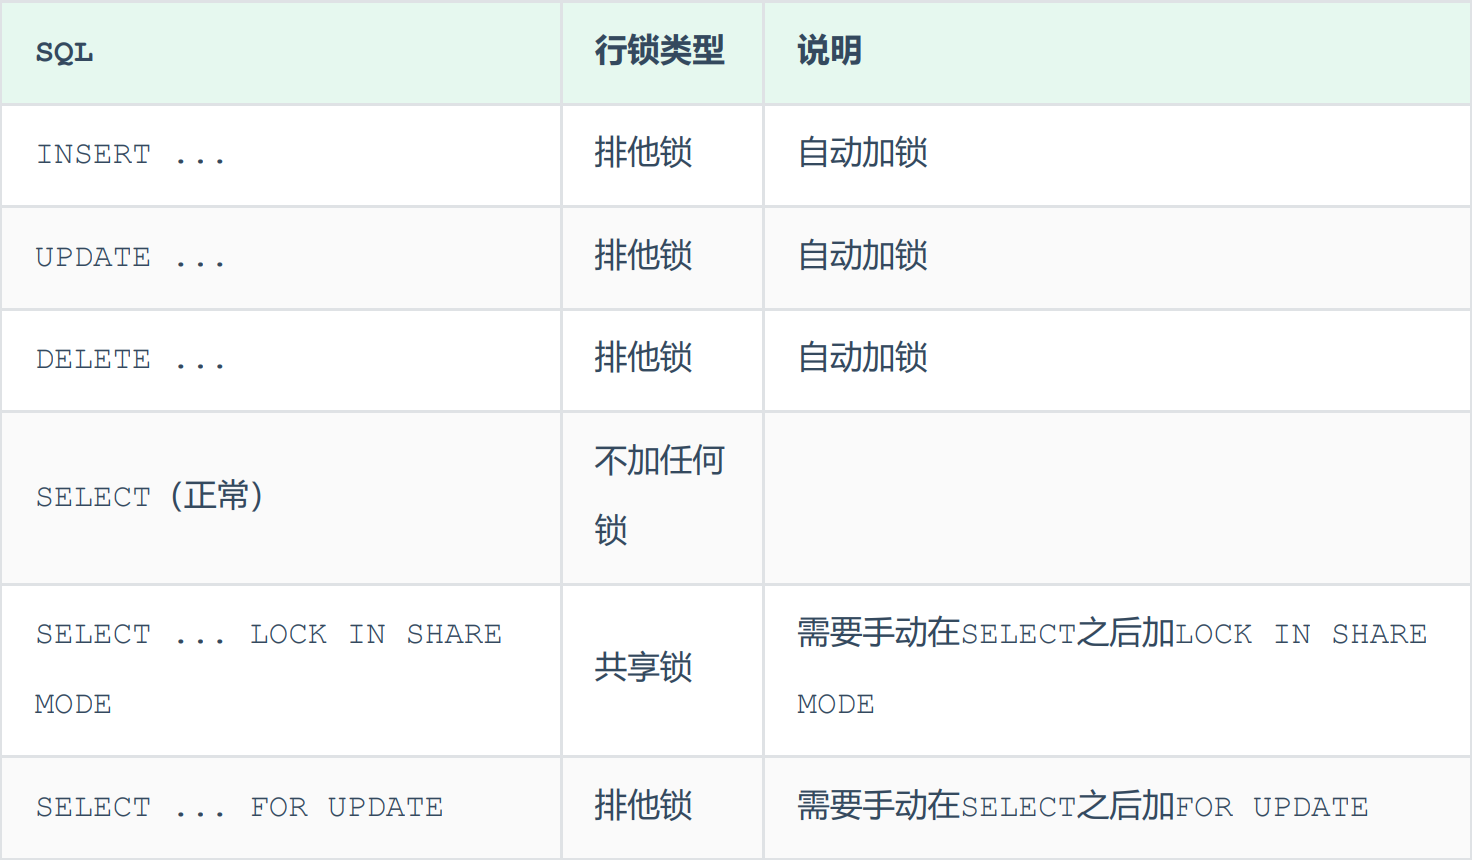 SQL 行锁类型 说明
INSERT ... 排他锁 自动加锁
UPDATE ... 排他锁 自动加锁
DELETE ... 排他锁 自动加锁
SELECT（正常） 不加任何
锁
SELECT ... LOCK IN SHARE
MODE
共享锁
需要手动在SELECT之后加LOCK IN SHARE
MODE
SELECT ... FOR UPDATE 排他锁 需要手动在SELECT之后加FOR UPDATE